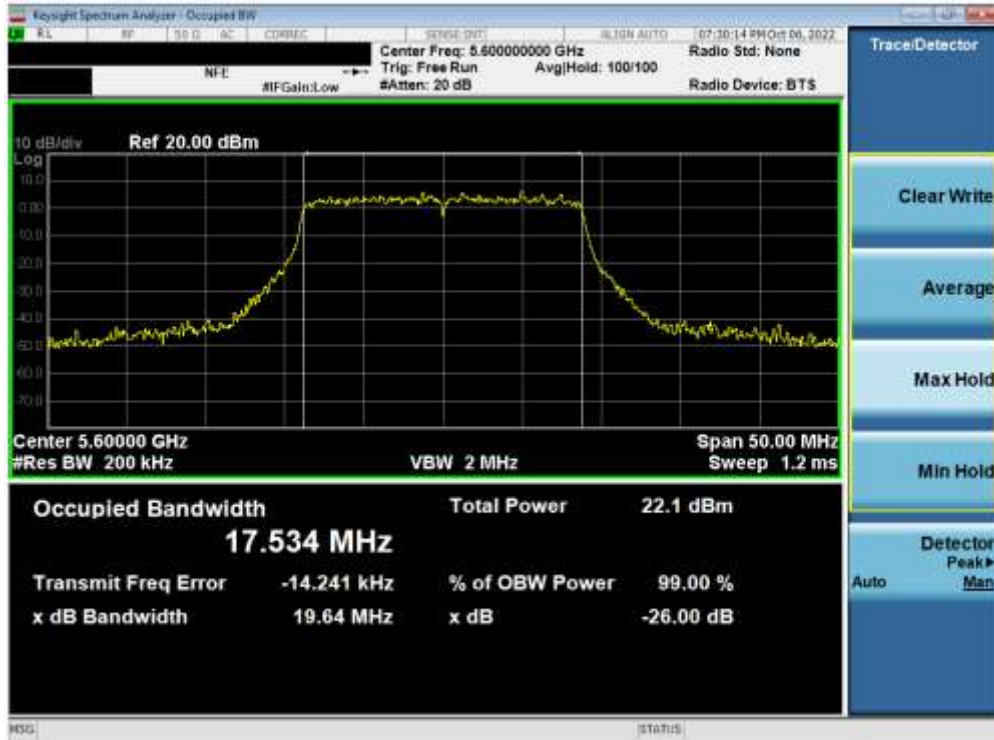 Keysight Spectrum Analyzer - Occupied BW
RL RF 50 Ω AC CORREC SENSE:INT ALIGN AUTO 07:30:14 PM Oct 06, 2022
Center Freq: 5.600000000 GHz Radio Std: None
NFE Trig: Free Run Avg|Hold: 100/100
#IFGain:Low #Atten: 20 dB Radio Device: BTS
10 dB/div Ref 20.00 dBm
Log
10.0
0.00
-10.0
-20.0
-30.0
-40.0
-50.0
-60.0
-70.0
Center 5.60000 GHz Span 50.00 MHz
#Res BW 200 kHz VBW 2 MHz Sweep 1.2 ms
Occupied Bandwidth Total Power 22.1 dBm
17.534 MHz
Transmit Freq Error -14.241 kHz % of OBW Power 99.00 %
x dB Bandwidth 19.64 MHz x dB -26.00 dB
MSG STATUS
Trace/Detector
Clear Write
Average
Max Hold
Min Hold
Detector
Peak▶
Auto Man